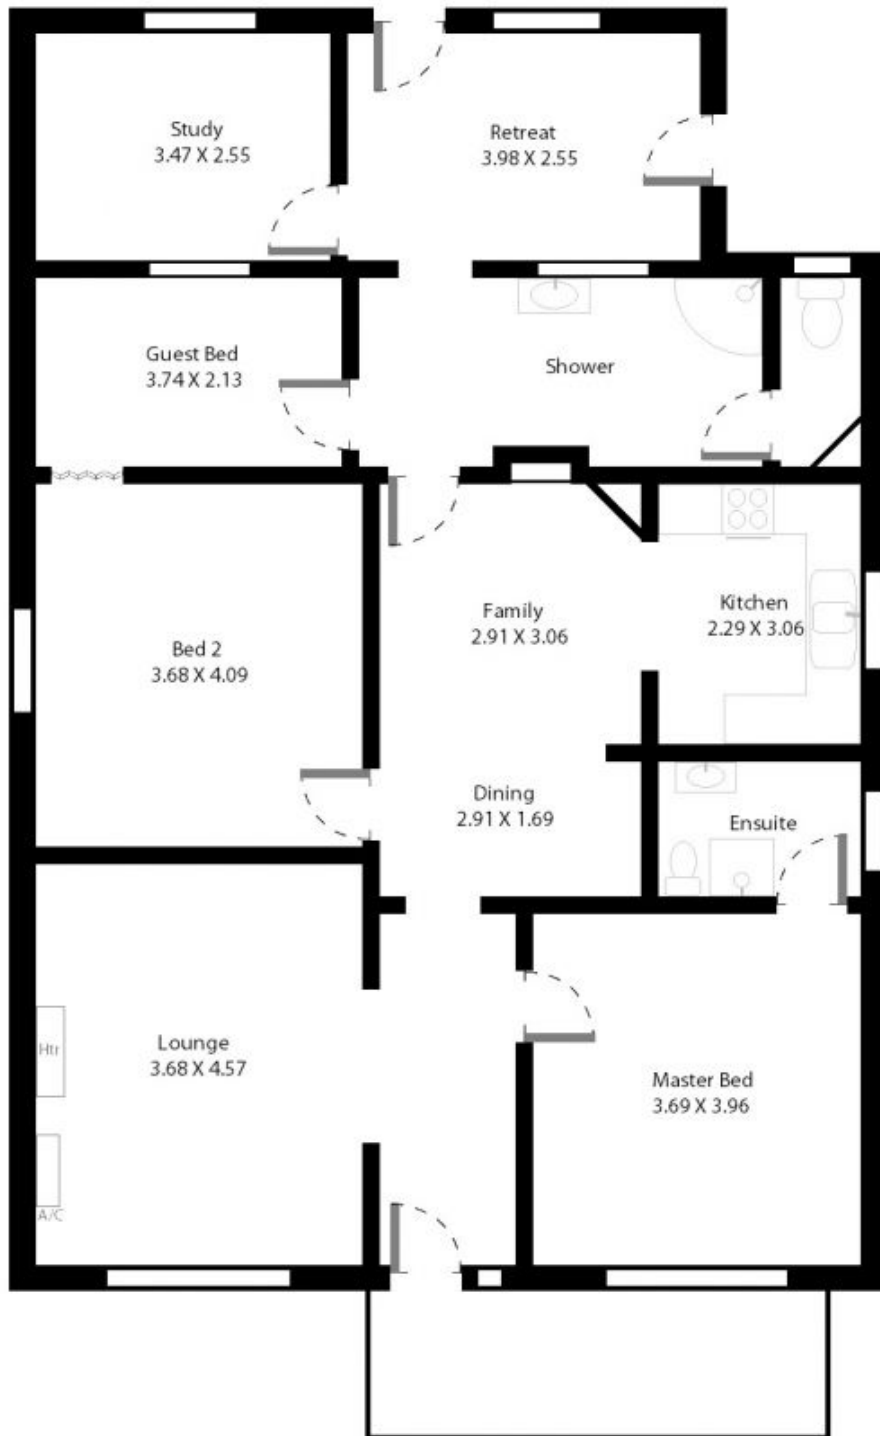 Study
3.47 X 2.55
Retreat
3.98 X 2.55
Guest Bed
3.74 X 2.13
Shower
Bed 2
3.68 X 4.09
Family
2.91 X 3.06
Kitchen
2.29 X 3.06
Dining
2.91 X 1.69
Ensuite
Lounge
3.68 X 4.57
Htr
A/C
Master Bed
3.69 X 3.96